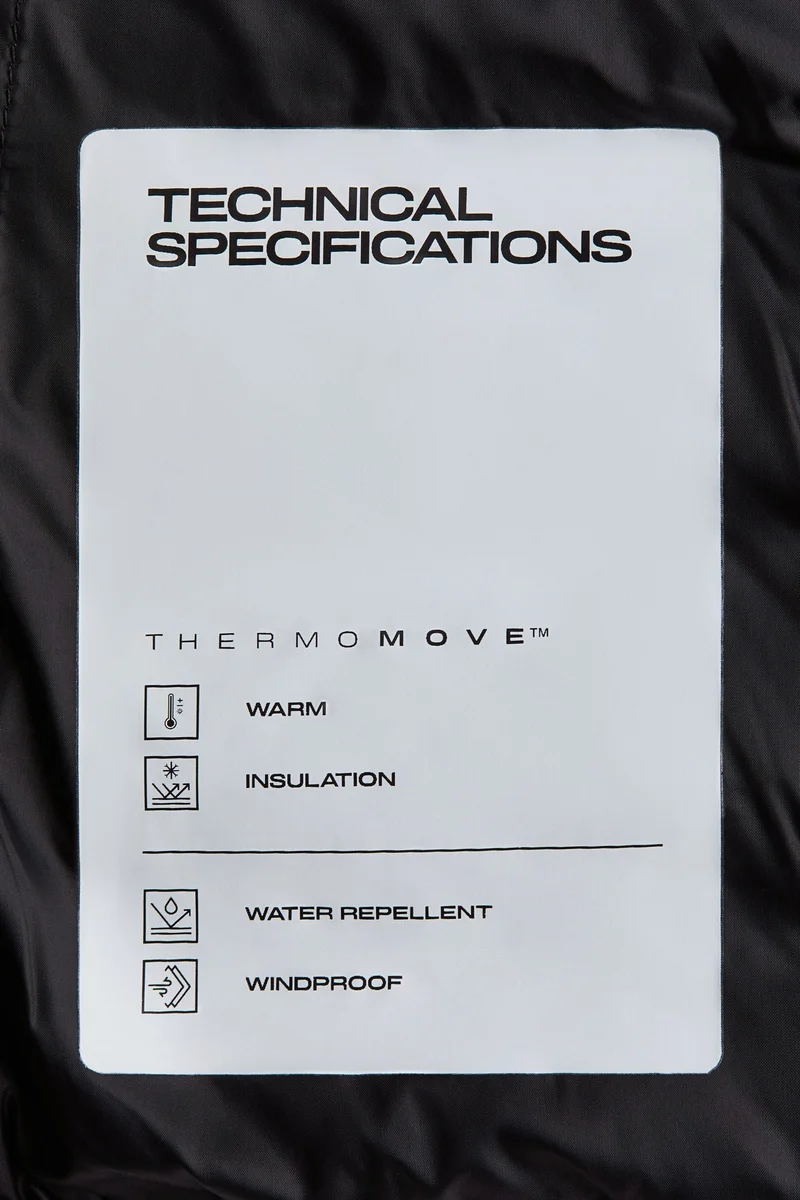 TECHNICAL
SPECIFICATIONS
THERMOMOVE™
WARM
INSULATION
WATER REPELLENT
WINDPROOF